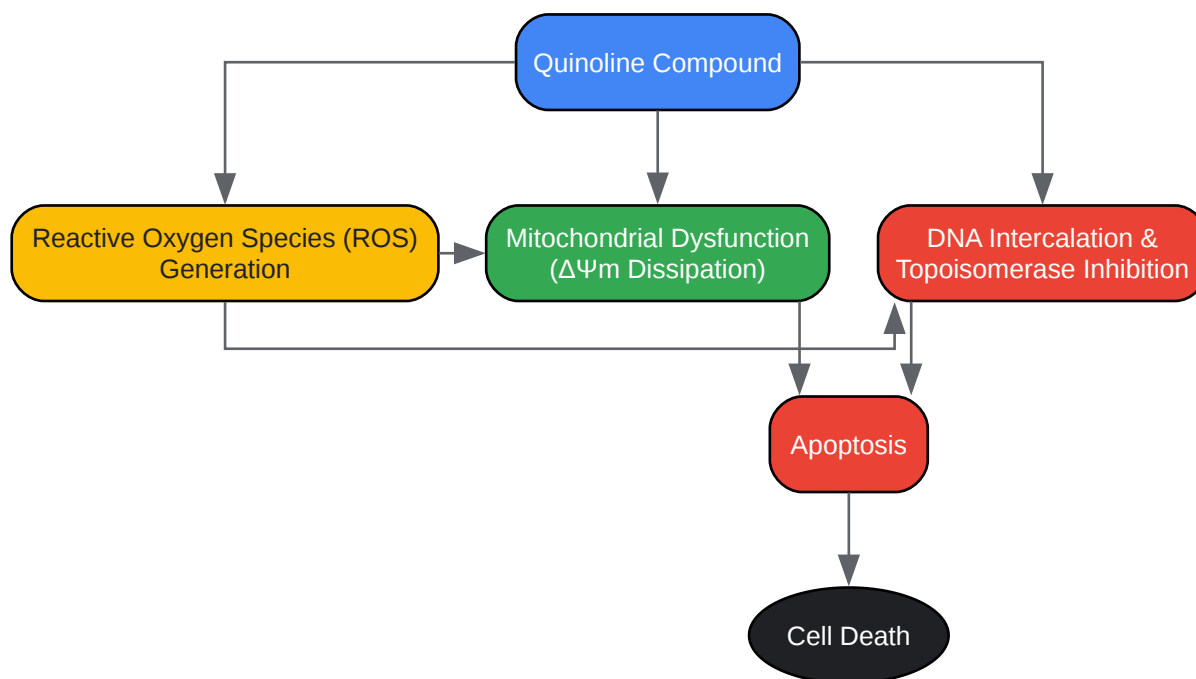 Quinoline Compound
Reactive Oxygen Species (ROS)
Generation
Mitochondrial Dysfunction
(ΔΨm Dissipation)
DNA Intercalation &
Topoisomerase Inhibition
Apoptosis
Cell Death